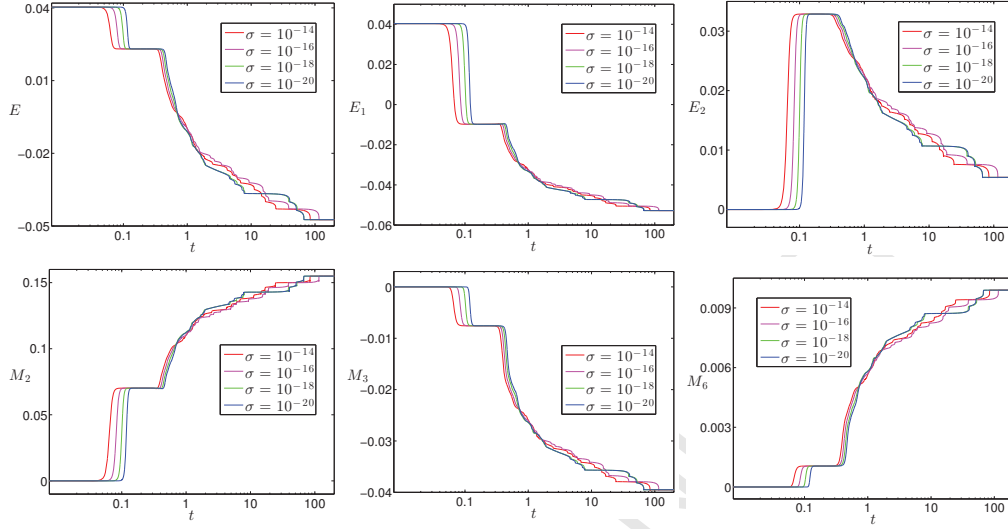 0.04
0.01
−0.02
−0.05
E
0.1 1 10 100
t
σ = 10^{-14}
σ = 10^{-16}
σ = 10^{-18}
σ = 10^{-20}
0.04
0.02
0
−0.02
−0.04
−0.06
E_1
0.1 1 10 100
t
σ = 10^{-14}
σ = 10^{-16}
σ = 10^{-18}
σ = 10^{-20}
0.03
0.02
0.01
0
E_2
0.1 1 10 100
t
σ = 10^{-14}
σ = 10^{-16}
σ = 10^{-18}
σ = 10^{-20}
0.15
0.1
0.05
0
M_2
0.1 1 10 100
t
σ = 10^{-14}
σ = 10^{-16}
σ = 10^{-18}
σ = 10^{-20}
0
−0.01
−0.02
−0.03
−0.04
M_3
0.1 1 10 100
t
σ = 10^{-14}
σ = 10^{-16}
σ = 10^{-18}
σ = 10^{-20}
0.009
0.006
0.003
0
M_6
0.1 1 10 100
t
σ = 10^{-14}
σ = 10^{-16}
σ = 10^{-18}
σ = 10^{-20}